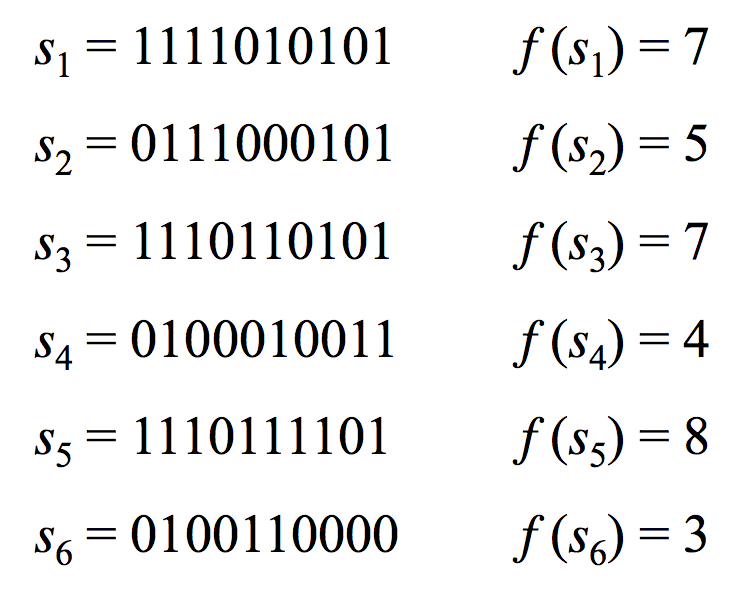 s₁ = 1111010101 f(s₁) = 7
s₂ = 0111000101 f(s₂) = 5
s₃ = 1110110101 f(s₃) = 7
s₄ = 0100010011 f(s₄) = 4
s₅ = 1110111101 f(s₅) = 8
s₆ = 0100110000 f(s₆) = 3